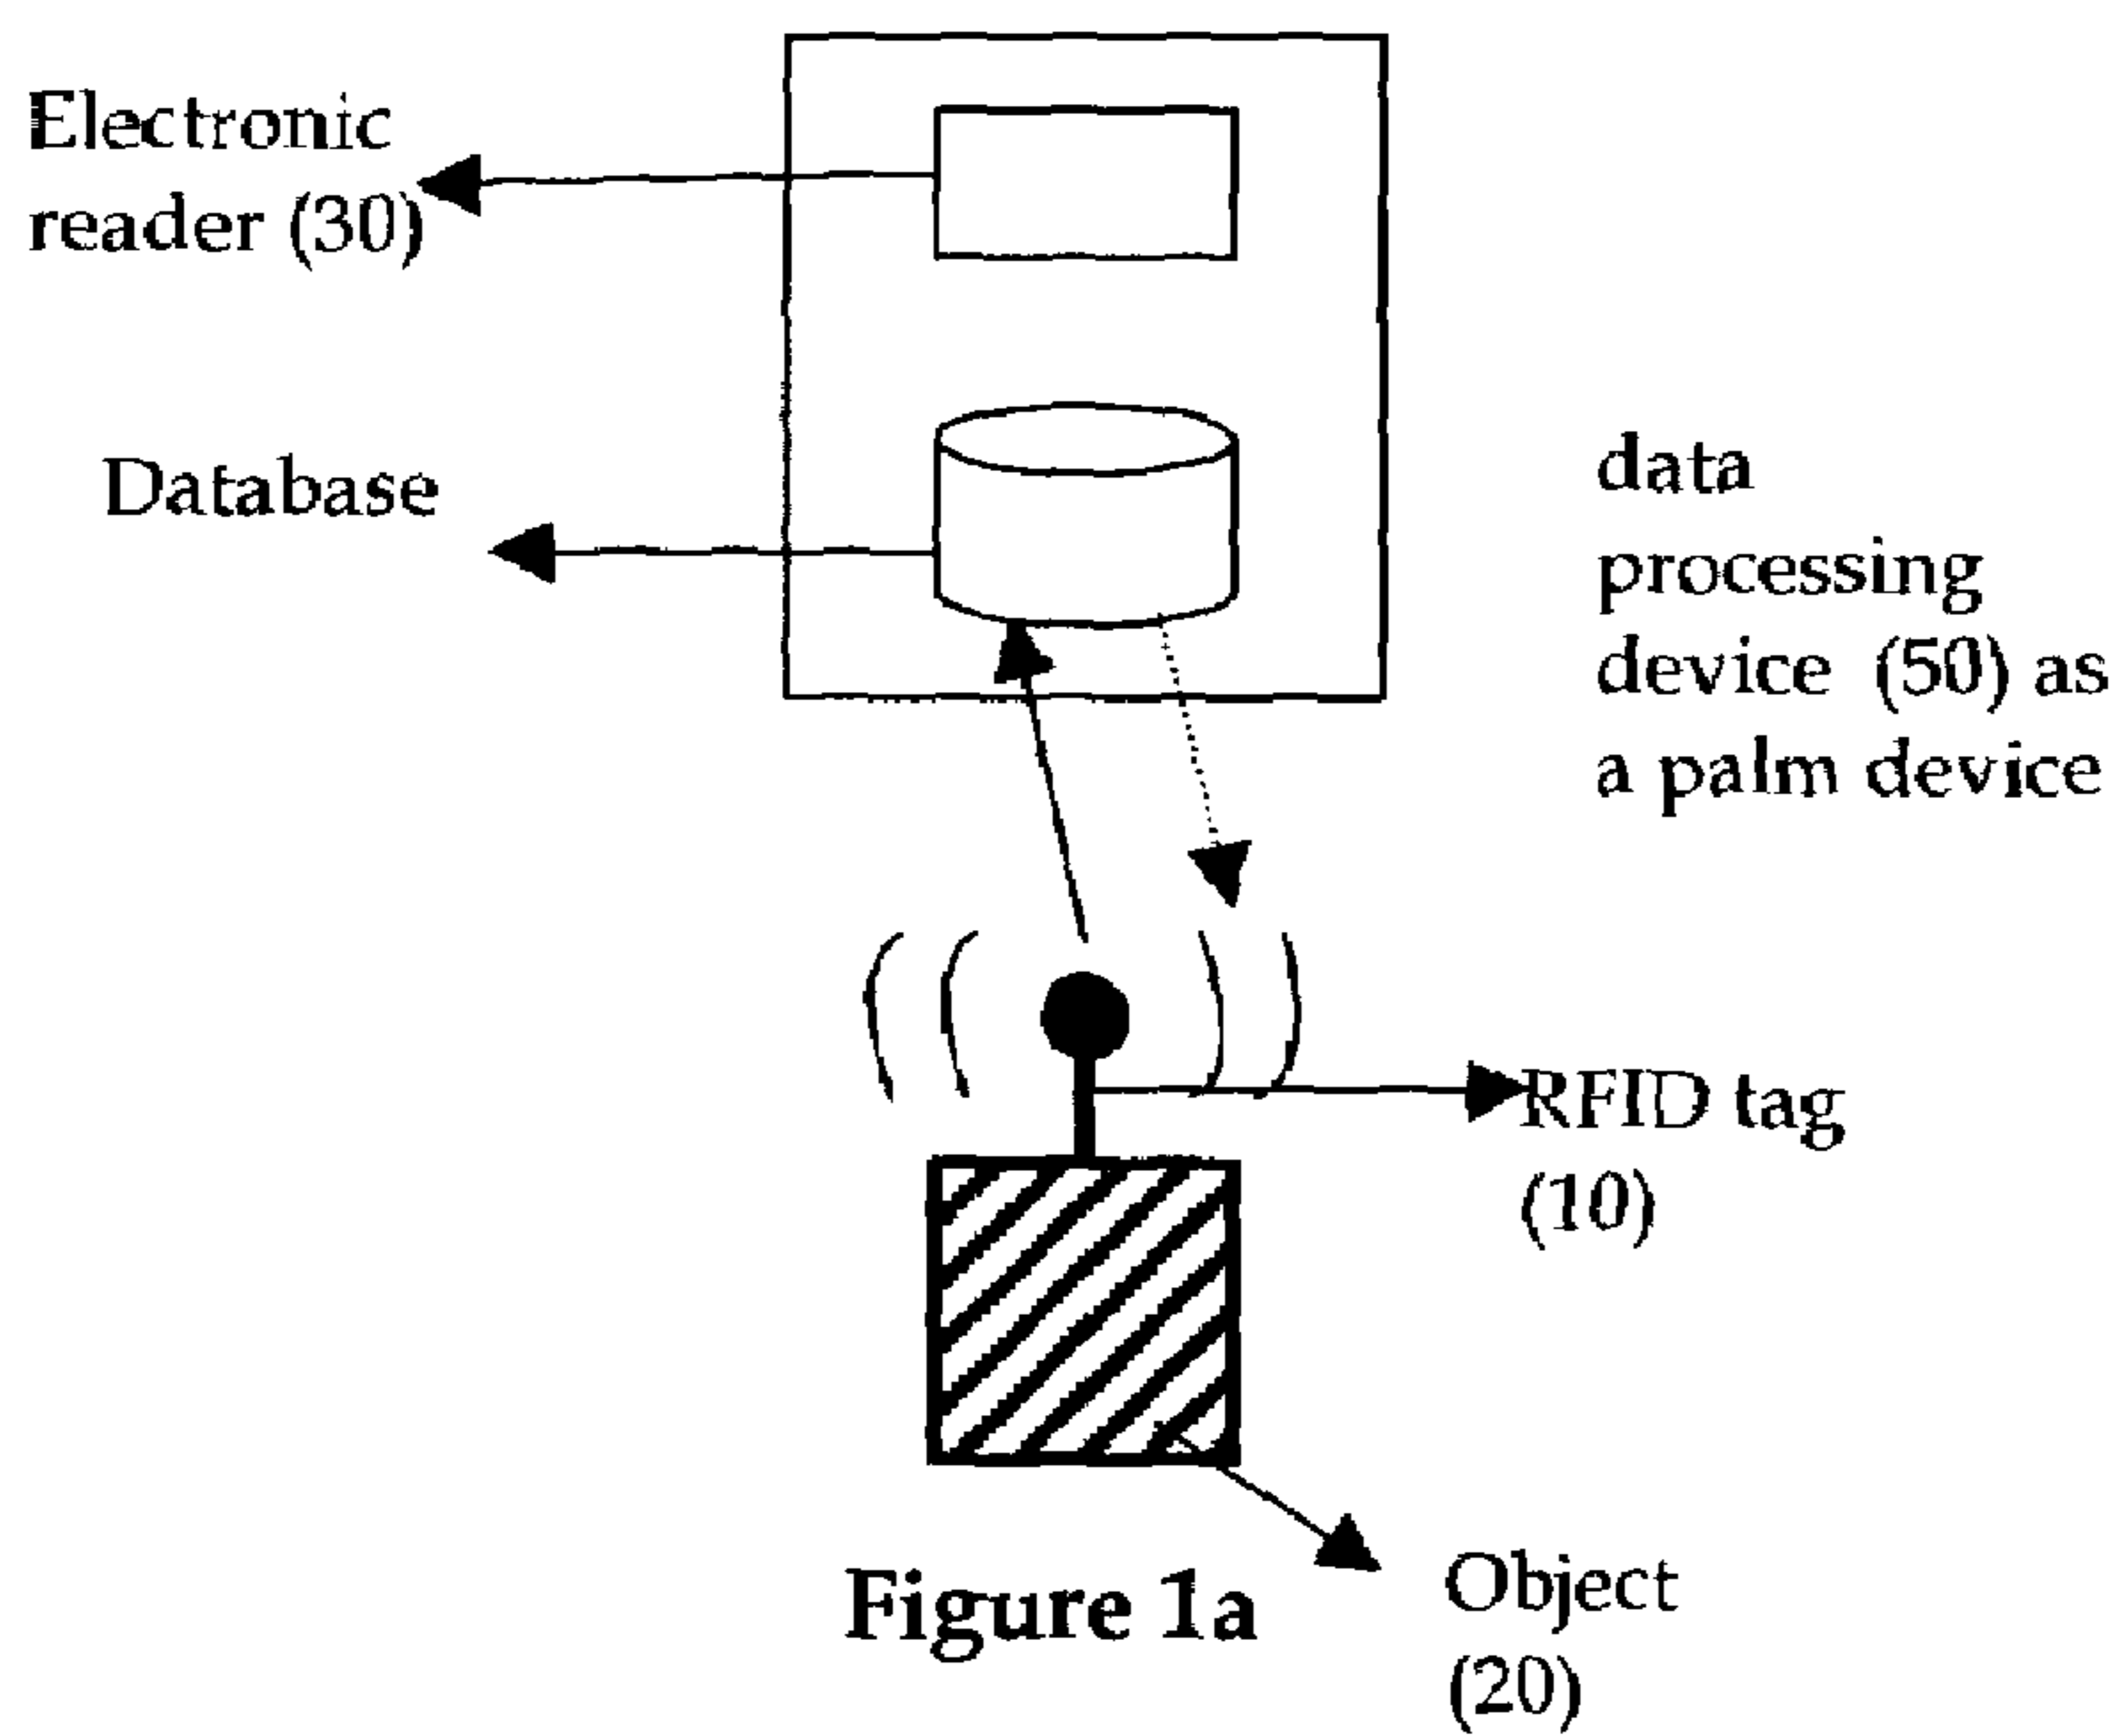 Electronic
reader (30)
Database
data
processing
device (50) as
a palm device
RFID tag
(10)
Object
(20)
Figure 1a